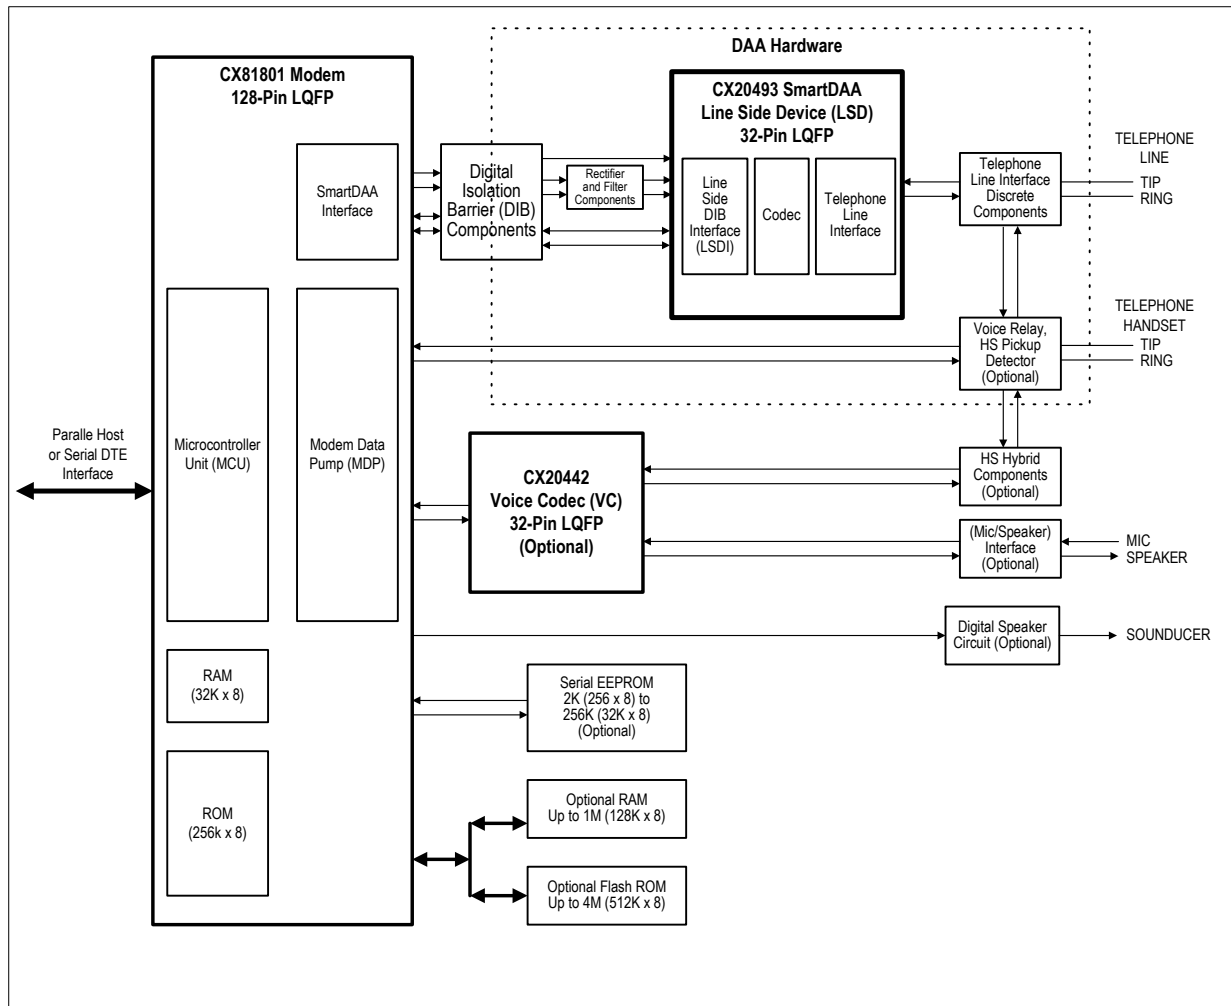 DAA Hardware
CX81801 Modem
128-Pin LQFP
SmartDAA
Interface
Microcontroller
Unit (MCU)
Modem Data
Pump (MDP)
RAM
(32K x 8)
ROM
(256k x 8)
Paralle Host
or Serial DTE
Interface
Digital
Isolation
Barrier (DIB)
Components
Rectifier
and Filter
Components
CX20493 SmartDAA
Line Side Device (LSD)
32-Pin LQFP
Line
Side
DIB
Interface
(LSDI)
Codec
Telephone
Line
Interface
Telephone
Line Interface
Discrete
Components
TELEPHONE
LINE
TIP
RING
Voice Relay,
HS Pickup
Detector
(Optional)
TELEPHONE
HANDSET
TIP
RING
CX20442
Voice Codec (VC)
32-Pin LQFP
(Optional)
HS Hybrid
Components
(Optional)
(Mic/Speaker)
Interface
(Optional)
MIC
SPEAKER
Digital Speaker
Circuit (Optional)
SOUNDUCER
Serial EEPROM
2K (256 x 8) to
256K (32K x 8)
(Optional)
Optional RAM
Up to 1M (128K x 8)
Optional Flash ROM
Up to 4M (512K x 8)